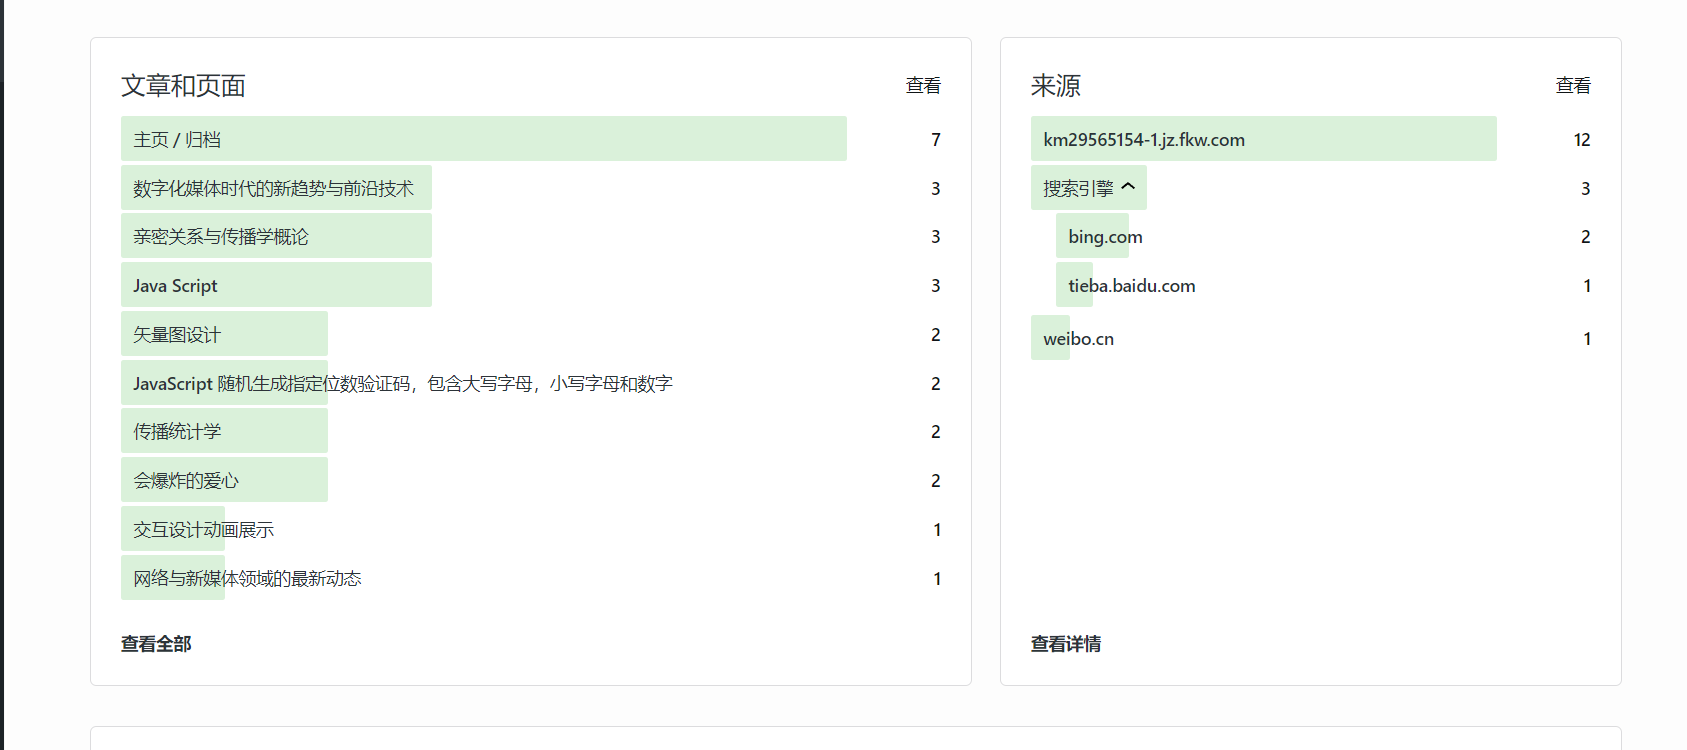 文章和页面 查看
主页 / 归档 7
数字化媒体时代的新趋势与前沿技术 3
亲密关系与传播学概论 3
Java Script 3
矢量图设计 2
JavaScript 随机生成指定位数验证码，包含大写字母，小写字母和数字 2
传播统计学 2
会爆炸的爱心 2
交互设计动画展示 1
网络与新媒体领域的最新动态 1
查看全部
来源 查看
km29565154-1.jz.fkw.com 12
搜索引擎 3
bing.com 2
tieba.baidu.com 1
weibo.cn 1
查看详情